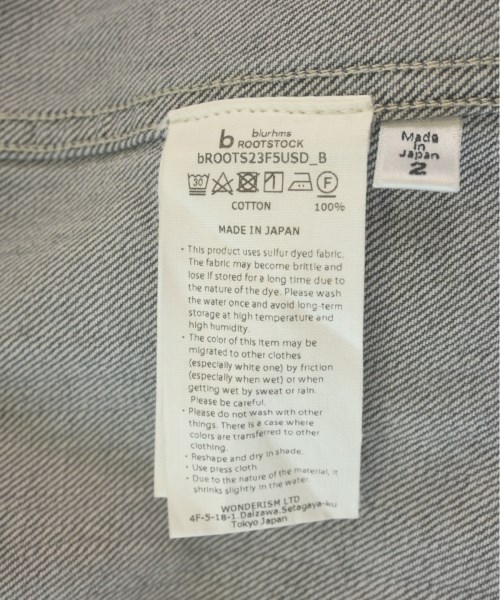 b blurhms
ROOTSTOCK
bROOTS23F5USD_B
30 F
COTTON 100%
MADE IN JAPAN
• This product uses sulfur dyed fabric.
The fabric may become brittle and
lose if stored for a long time due to
the nature of the dye. Please wash
the water once and avoid long-term
storage at high temperature and
high humidity.
• The color of this item may be
migrated to other clothes
(especially white one) by friction
(especially when wet) or when
getting wet by sweat or rain.
Please be careful.
• Please do not wash with other
things. There is a case where
colors are transferred to other
clothing.
• Reshape and dry in shade.
• Use press cloth
• Due to the nature of the material, it
shrinks slightly in the water.
WONDERISM LTD
4F-5-18-1, Daizawa, Setagaya-ku
Tokyo Japan
Made
in
Japan
2